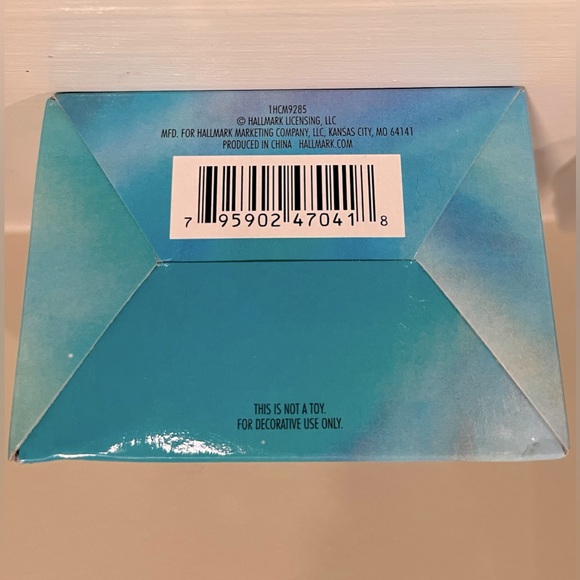 1HCM9285
© HALLMARK LICENSING, LLC
MFD. FOR HALLMARK MARKETING COMPANY, LLC, KANSAS CITY, MO 64141
PRODUCED IN CHINA HALLMARK.COM
7 95902 47041 8
THIS IS NOT A TOY.
FOR DECORATIVE USE ONLY.